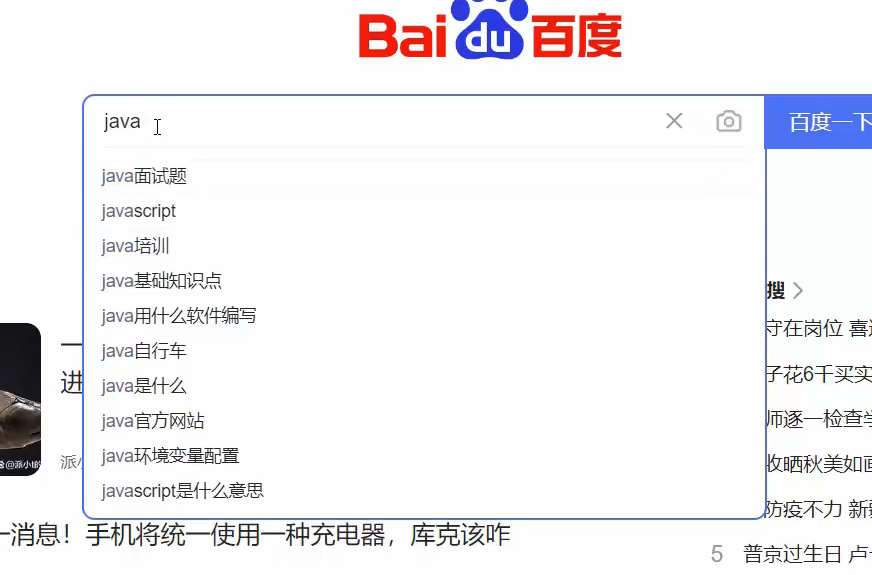 Bai du 百度
java
百度一下
java面试题
javascript
java培训
java基础知识点
java用什么软件编写
java自行车
java是什么
java官方网站
java环境变量配置
javascript是什么意思
搜
守在岗位 喜
子花6千买实
师逐一检查学
收晒秋美如画
防疫不力 新疆
5 普京过生日 卢
一
进
@派小
派小
一消息！手机将统一使用一种充电器，库克该咋